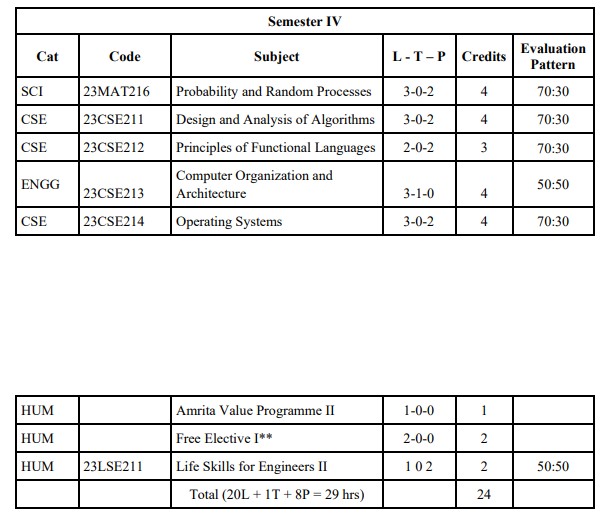 Semester IV
Cat Code Subject L - T – P Credits Evaluation Pattern
SCI 23MAT216 Probability and Random Processes 3-0-2 4 70:30
CSE 23CSE211 Design and Analysis of Algorithms 3-0-2 4 70:30
CSE 23CSE212 Principles of Functional Languages 2-0-2 3 70:30
ENGG 23CSE213 Computer Organization and Architecture 3-1-0 4 50:50
CSE 23CSE214 Operating Systems 3-0-2 4 70:30
HUM Amrita Value Programme II 1-0-0 1
HUM Free Elective I** 2-0-0 2
HUM 23LSE211 Life Skills for Engineers II 1 0 2 2 50:50
Total (20L + 1T + 8P = 29 hrs) 24